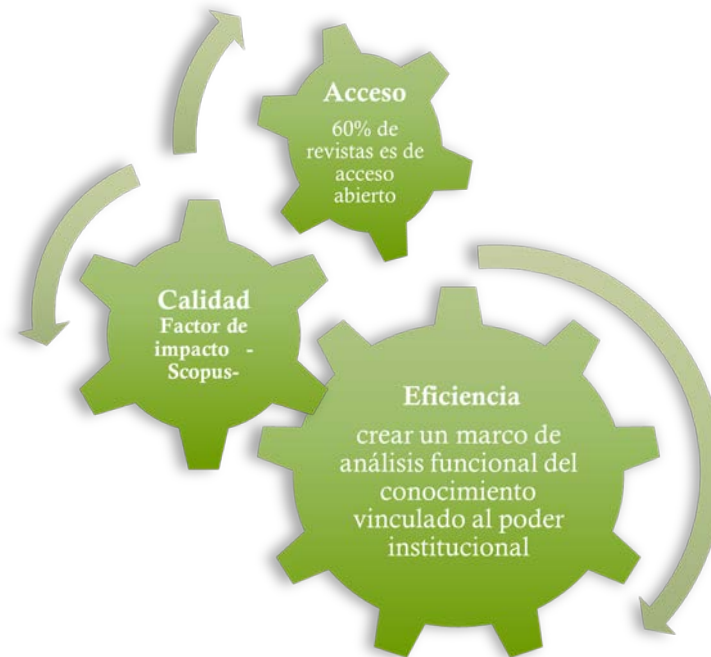 Acceso
60% de
revistas es de
acceso
abierto
Calidad
Factor de
impacto -
Scopus-
Eficiencia
crear un marco de
análisis funcional del
conocimiento
vinculado al poder
institucional